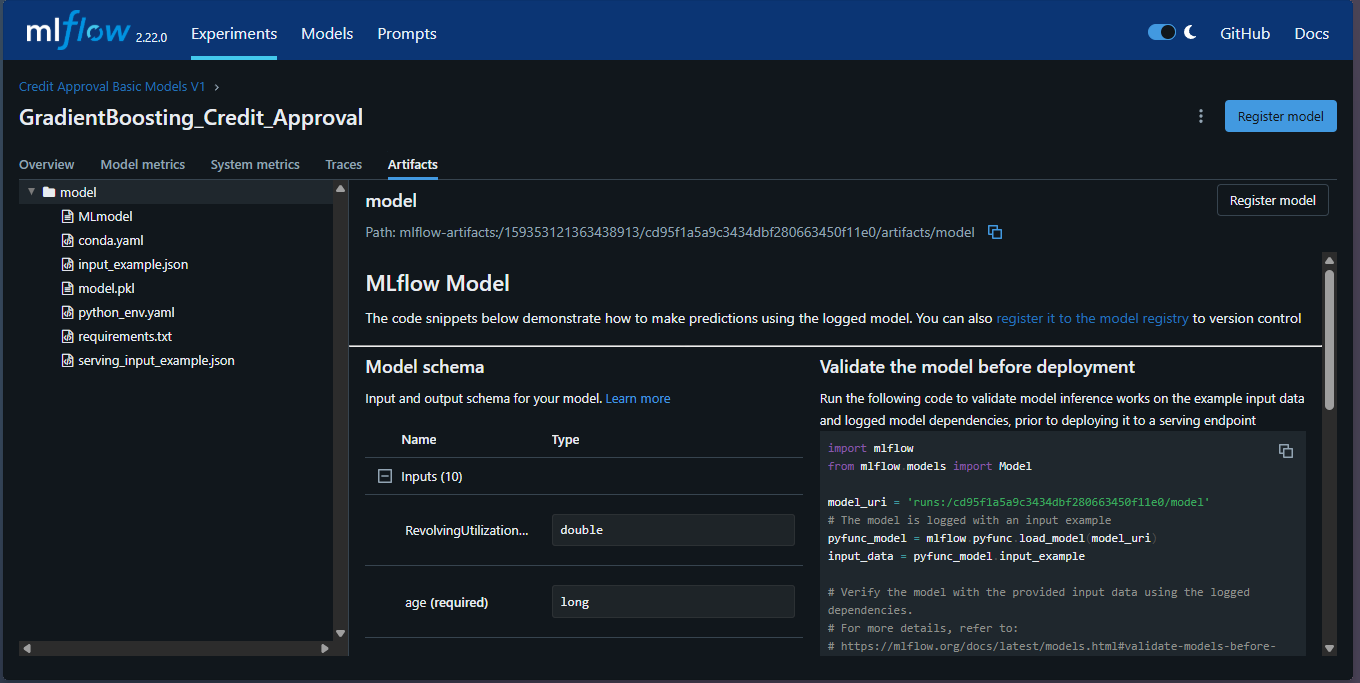 mlflow 2.22.0 Experiments Models Prompts GitHub Docs
Credit Approval Basic Models V1 ›
GradientBoosting_Credit_Approval
Register model
Overview Model metrics System metrics Traces Artifacts
model
MLmodel
conda.yaml
input_example.json
model.pkl
python_env.yaml
requirements.txt
serving_input_example.json
model
Register model
Path: mlflow-artifacts:/159353121363438913/cd95f1a5a9c3434dbf280663450f11e0/artifacts/model
MLflow Model
The code snippets below demonstrate how to make predictions using the logged model. You can also register it to the model registry to version control
Model schema
Input and output schema for your model. Learn more
Name Type
Inputs (10)
RevolvingUtilization... double
age (required) long
Validate the model before deployment
Run the following code to validate model inference works on the example input data
and logged model dependencies, prior to deploying it to a serving endpoint
import mlflow
from mlflow.models import Model
model_uri = 'runs:/cd95f1a5a9c3434dbf280663450f11e0/model'
# The model is logged with an input example
pyfunc_model = mlflow.pyfunc.load_model(model_uri)
input_data = pyfunc_model.input_example
# Verify the model with the provided input data using the logged
dependencies.
# For more details, refer to:
# https://mlflow.org/docs/latest/models.html#validate-models-before-